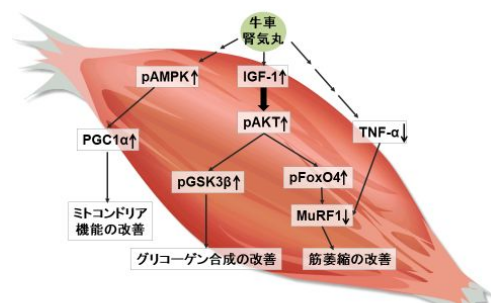 牛車
腎気丸
pAMPK↑
IGF-1↑
pAKT↑
TNF-α↓
PGC1α↑
pGSK3β↑
pFoxO4↑
MuRF1↓
ミトコンドリア
機能の改善
グリコーゲン合成の改善
筋萎縮の改善